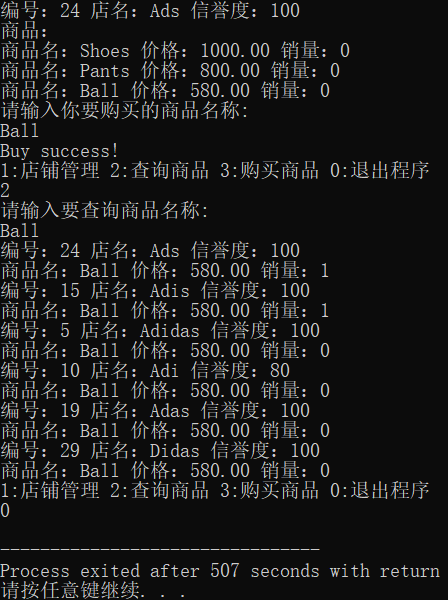 编号: 24 店名: Ads 信誉度: 100
商品:
商品名: Shoes 价格: 1000.00 销量: 0
商品名: Pants 价格: 800.00 销量: 0
商品名: Ball 价格: 580.00 销量: 0
请输入你要购买的商品名称:
Ball
Buy success!
1:店铺管理 2:查询商品 3:购买商品 0:退出程序
2
请输入要查询商品名称:
Ball
编号: 24 店名: Ads 信誉度: 100
商品名: Ball 价格: 580.00 销量: 1
编号: 15 店名: Adis 信誉度: 100
商品名: Ball 价格: 580.00 销量: 1
编号: 5 店名: Adidas 信誉度: 100
商品名: Ball 价格: 580.00 销量: 0
编号: 10 店名: Adi 信誉度: 80
商品名: Ball 价格: 580.00 销量: 0
编号: 19 店名: Adas 信誉度: 100
商品名: Ball 价格: 580.00 销量: 0
编号: 29 店名: Didas 信誉度: 100
商品名: Ball 价格: 580.00 销量: 0
1:店铺管理 2:查询商品 3:购买商品 0:退出程序
0
--------------------------------
Process exited after 507 seconds with return
请按任意键继续. . .